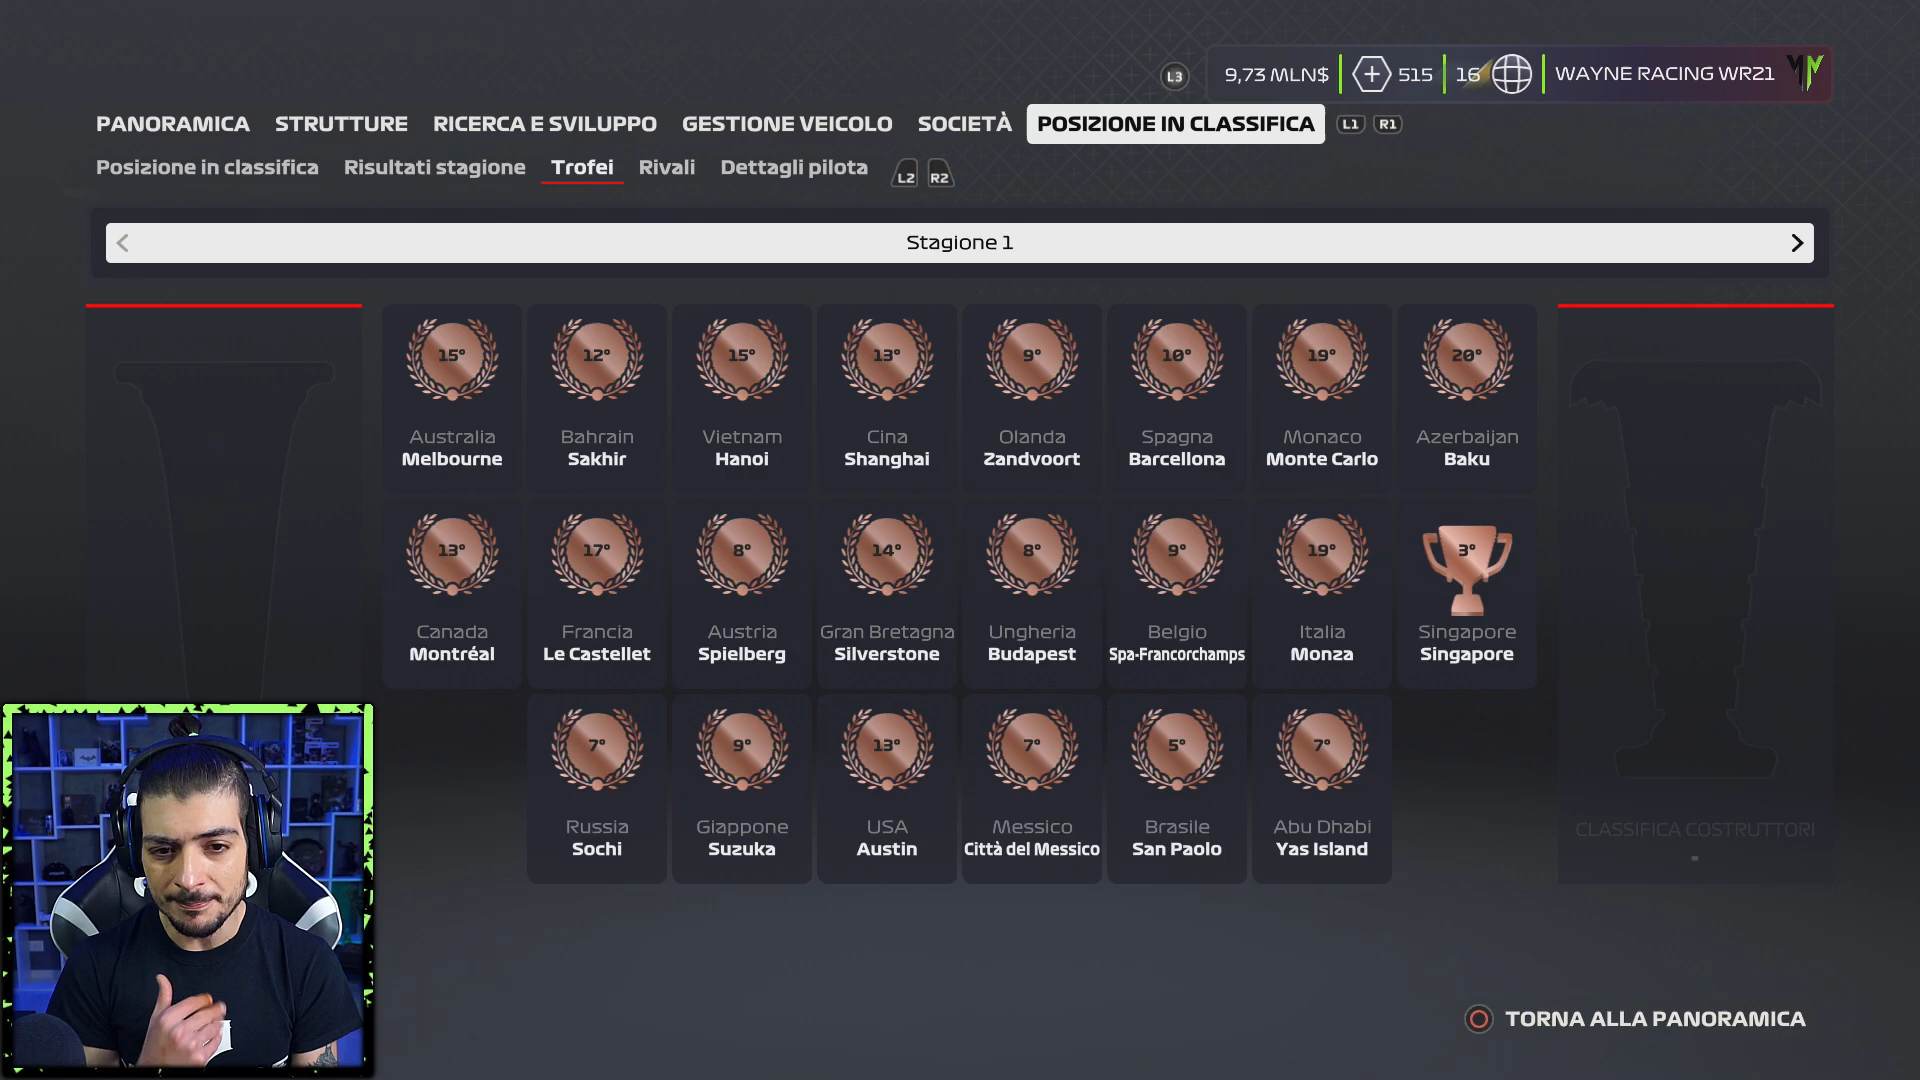 L3 9,73 MLN$ 515 16 WAYNE RACING WR21
PANORAMICA STRUTTURE RICERCA E SVILUPPO GESTIONE VEICOLO SOCIETÀ POSIZIONE IN CLASSIFICA L1 R1
Posizione in classifica Risultati stagione Trofei Rivali Dettagli pilota L2 R2
Stagione 1
15° 12° 15° 13° 9° 10° 19° 20°
Australia Bahrain Vietnam Cina Olanda Spagna Monaco Azerbaijan
Melbourne Sakhir Hanoi Shanghai Zandvoort Barcellona Monte Carlo Baku
13° 17° 8° 14° 8° 9° 19° 3°
Canada Francia Austria Gran Bretagna Ungheria Belgio Italia Singapore
Montréal Le Castellet Spielberg Silverstone Budapest Spa-Francorchamps Monza Singapore
7° 9° 13° 7° 5° 7°
Russia Giappone USA Messico Brasile Abu Dhabi
Sochi Suzuka Austin Città del Messico San Paolo Yas Island
CLASSIFICA COSTRUTTORI
-
TORNA ALLA PANORAMICA